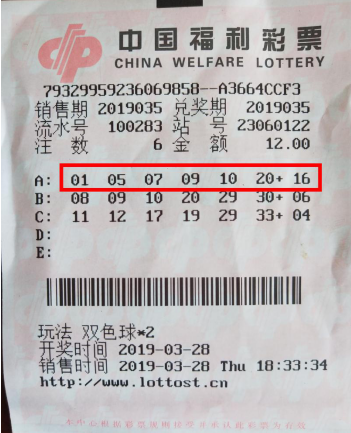 中国福利彩票
CHINA WELFARE LOTTERY
79329959236069858--A3664CCF3
销售期 2019035 兑奖期 2019035
流水号 100283 站 号 23060122
注 数 6 金 额 12.00
A: 01 05 07 09 10 20+ 16
B: 08 09 10 20 29 30+ 06
C: 11 12 17 19 29 33+ 04
D:
E:
玩法 双色球*2
开奖时间 2019-03-28
销售时间 2019-03-28 Thu 18:33:34
http://www.lottost.cn